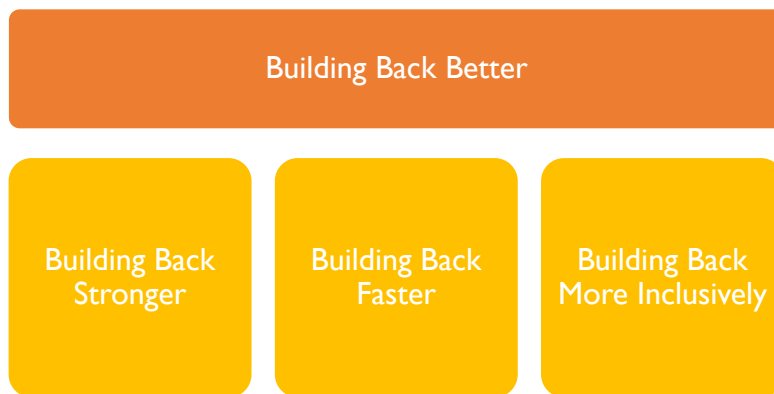 Building Back Better
Building Back
Stronger
Building Back
Faster
Building Back
More Inclusively